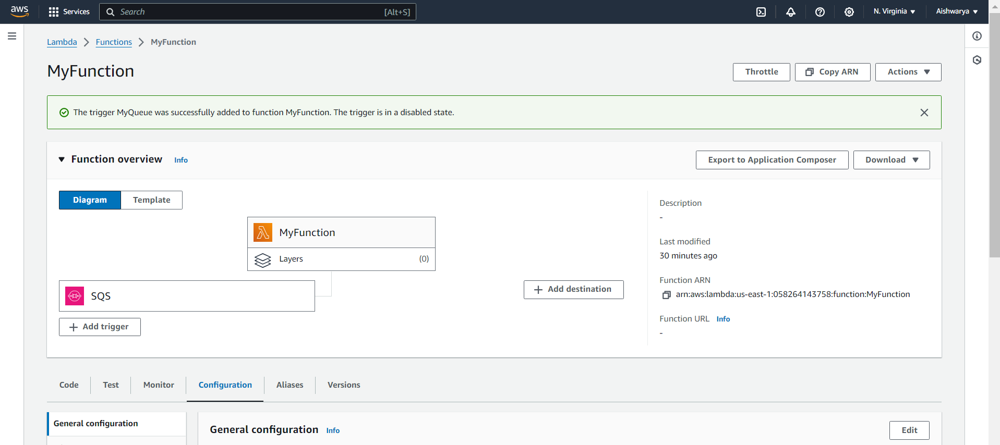 aws
Services
Search
[Alt+S]
N. Virginia
Aishwarya
Lambda
Functions
MyFunction
MyFunction
Throttle
Copy ARN
Actions
The trigger MyQueue was successfully added to function MyFunction. The trigger is in a disabled state.
Function overview
Info
Export to Application Composer
Download
Diagram
Template
MyFunction
Layers
(0)
SQS
Add trigger
Add destination
Description
-
Last modified
30 minutes ago
Function ARN
arn:aws:lambda:us-east-1:058264143758:function:MyFunction
Function URL
Info
-
Code
Test
Monitor
Configuration
Aliases
Versions
General configuration
General configuration
Info
Edit